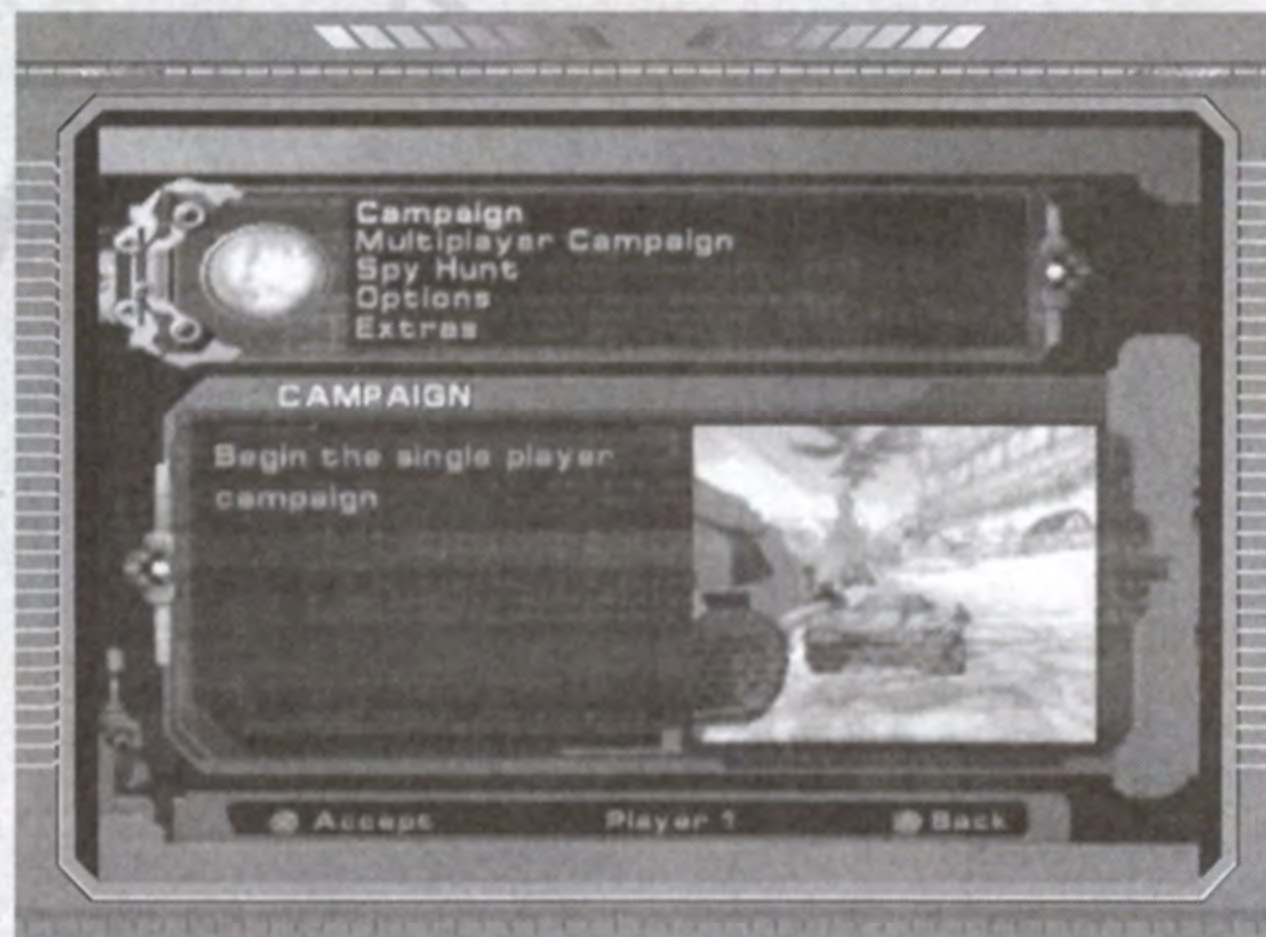 Campaign
Multiplayer Campaign
Spy Hunt
Options
Extras
CAMPAIGN
Begin the single player
campaign
Accept Player 1 Back